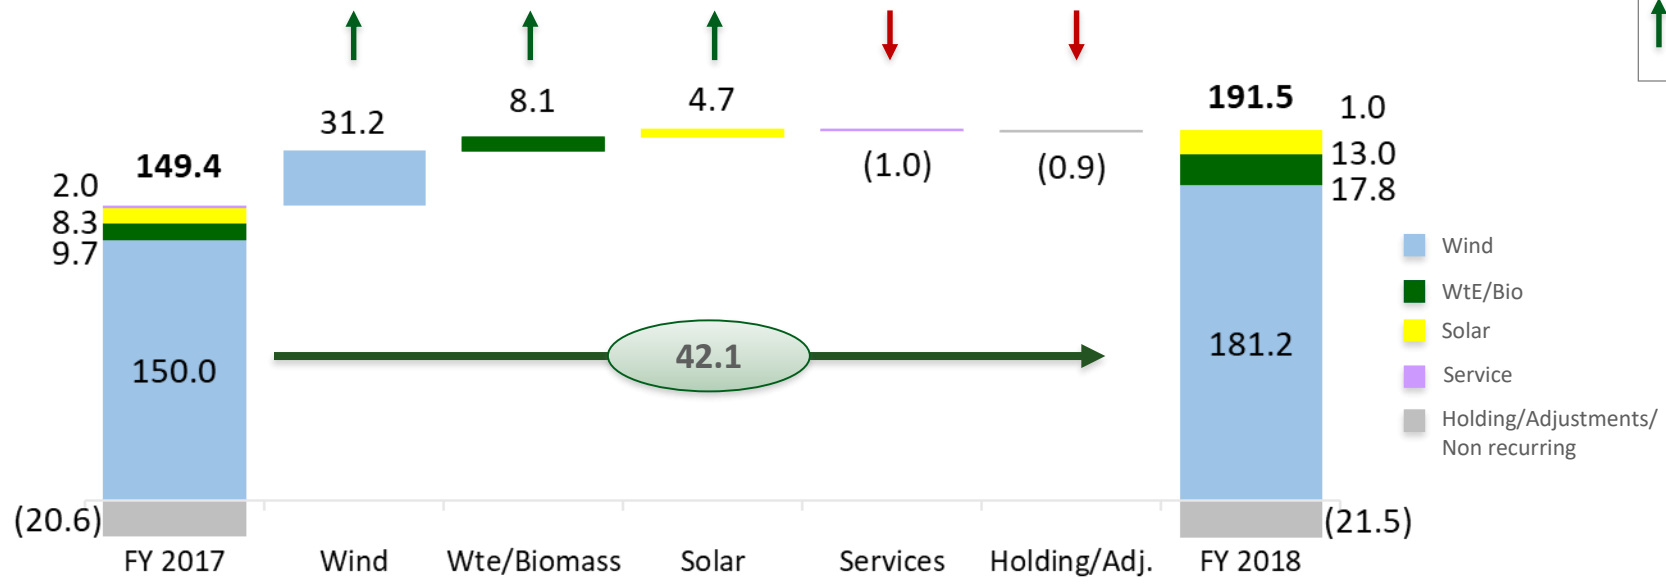 31.2
8.1
4.7
(1.0)
(0.9)
149.4
2.0
8.3
9.7
150.0
(20.6)
42.1
191.5
1.0
13.0
17.8
181.2
(21.5)
Wind
WtE/Bio
Solar
Service
Holding/Adjustments/
Non recurring
FY 2017
Wind
Wte/Biomass
Solar
Services
Holding/Adj.
FY 2018